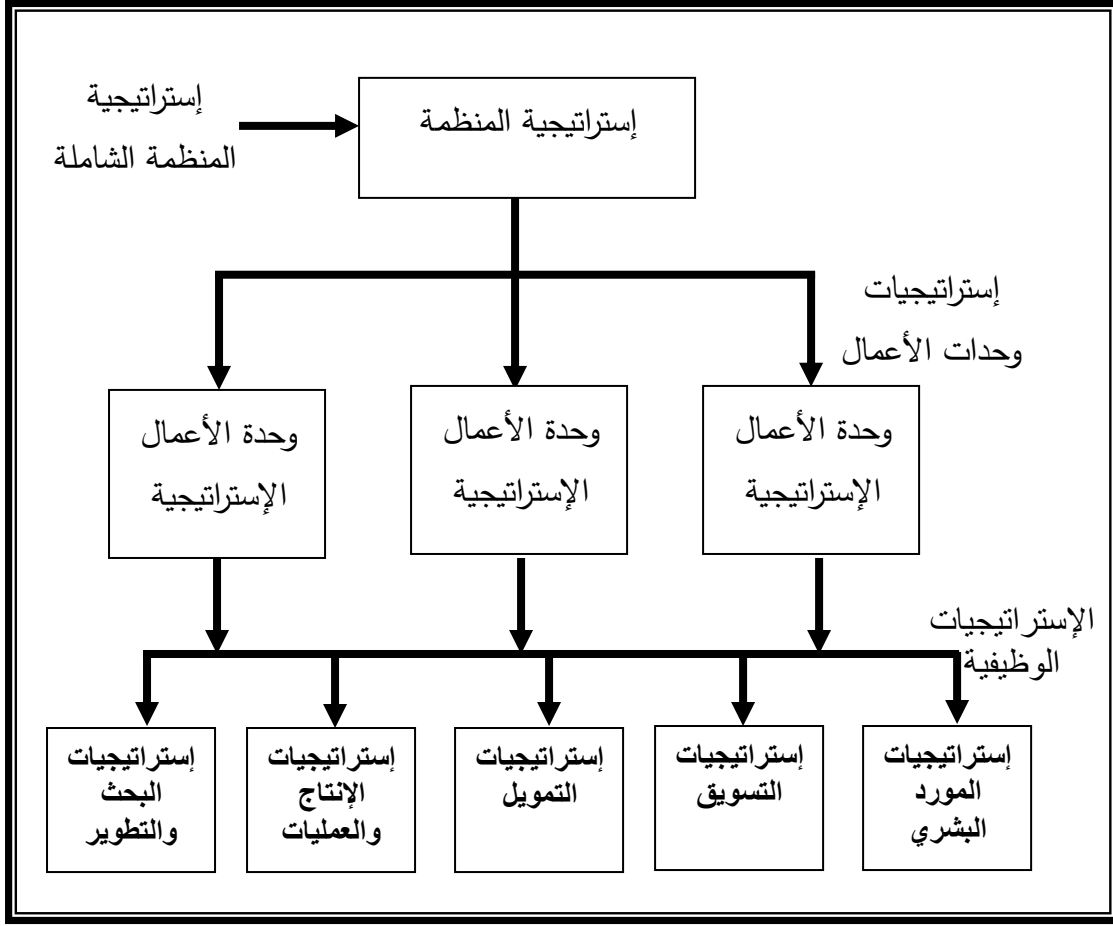 إستراتيجية
المنظمة الشاملة
إستراتيجية المنظمة
إستراتيجيات
وحدات الأعمال
وحدة الأعمال
الإستراتيجية
وحدة الأعمال
الإستراتيجية
وحدة الأعمال
الإستراتيجية
الإستراتيجيات
الوظيفية
إستراتيجيات
المورد
البشري
إستراتيجيات
التسويق
إستراتيجيات
التمويل
إستراتيجيات
الإنتاج
والعمليات
إستراتيجيات
البحث
والتطوير